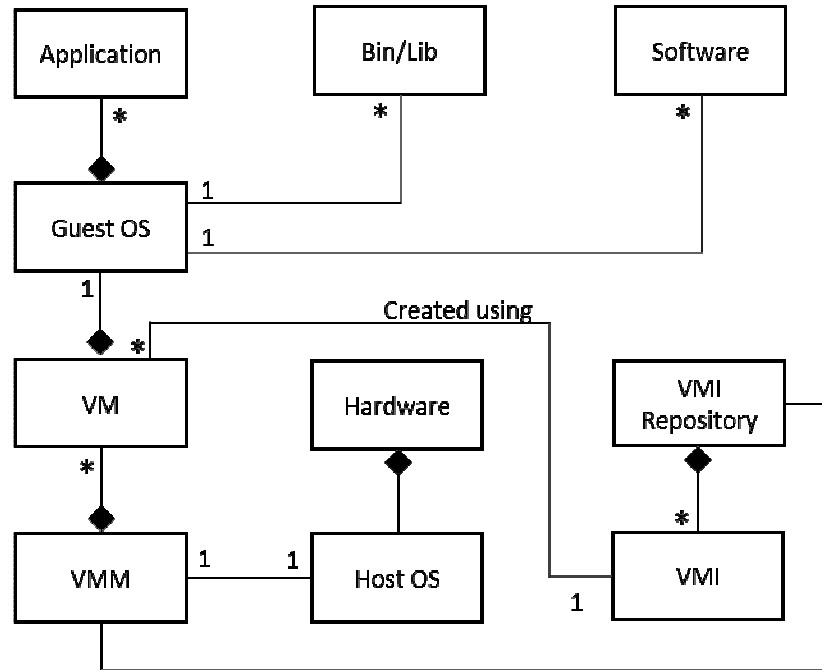 Application
Bin/Lib
Software
*
*
*
1
Guest OS
1
1
Created using
*
VM
Hardware
VMI
Repository
*
*
VMM
1
1
Host OS
VMI
1